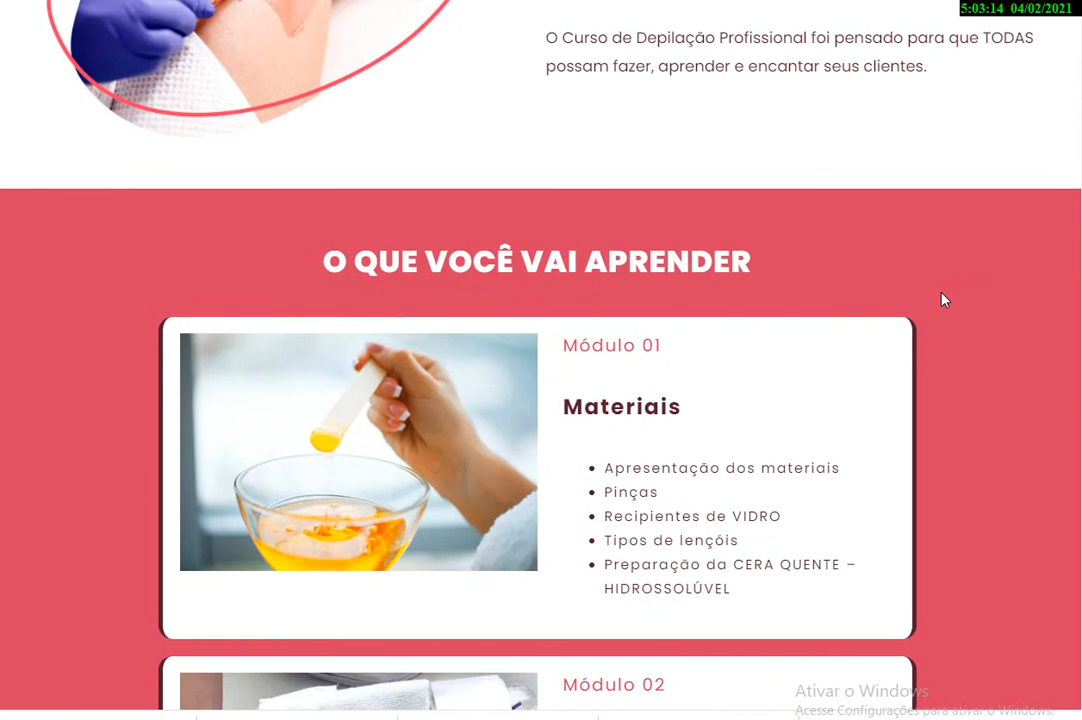 5:03:14 04/02/2021
O Curso de Depilação Profissional foi pensado para que TODAS
possam fazer, aprender e encantar seus clientes.
O QUE VOCÊ VAI APRENDER
Módulo 01
Materiais
• Apresentação dos materiais
• Pinças
• Recipientes de VIDRO
• Tipos de lençóis
• Preparação da CERA QUENTE –
HIDROSSOLÚVEL
Módulo 02
Ativar o Windows
Acesse Configurações para ativar o Windows.